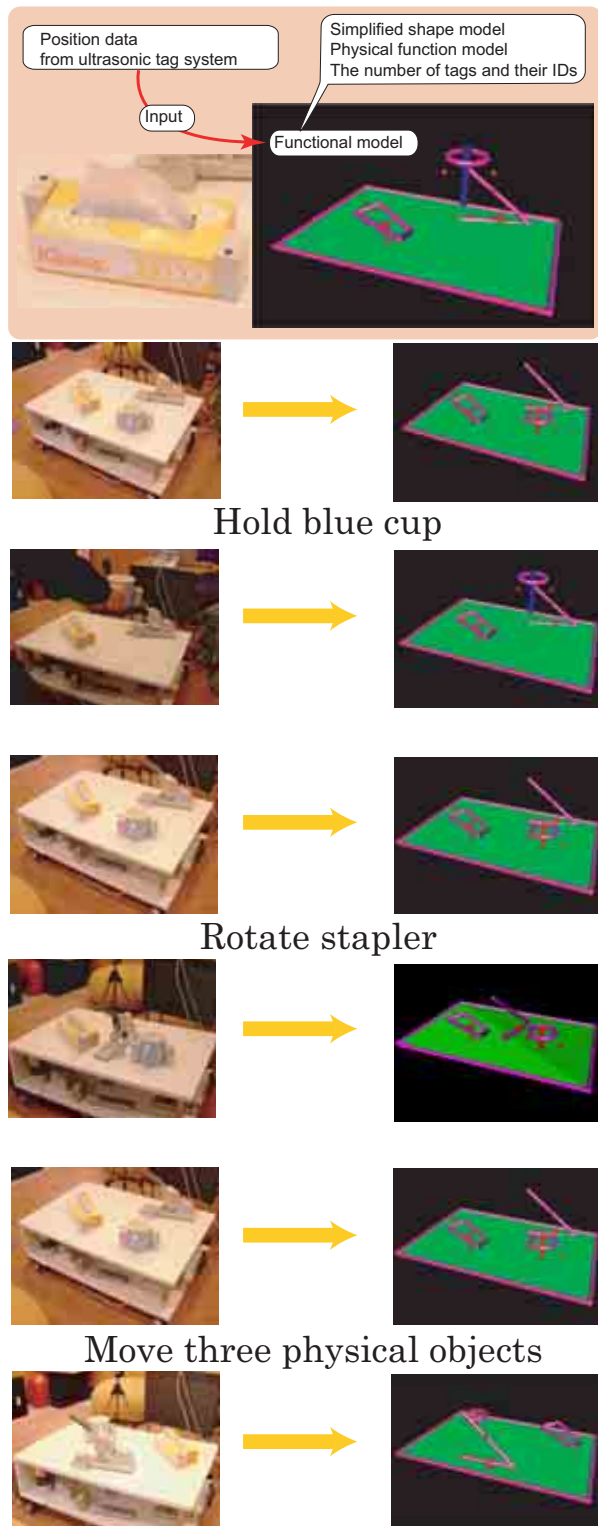 Position data
from ultrasonic tag system
Simplified shape model
Physical function model
The number of tags and their IDs
Input
Functional model
Hold blue cup
Rotate stapler
Move three physical objects